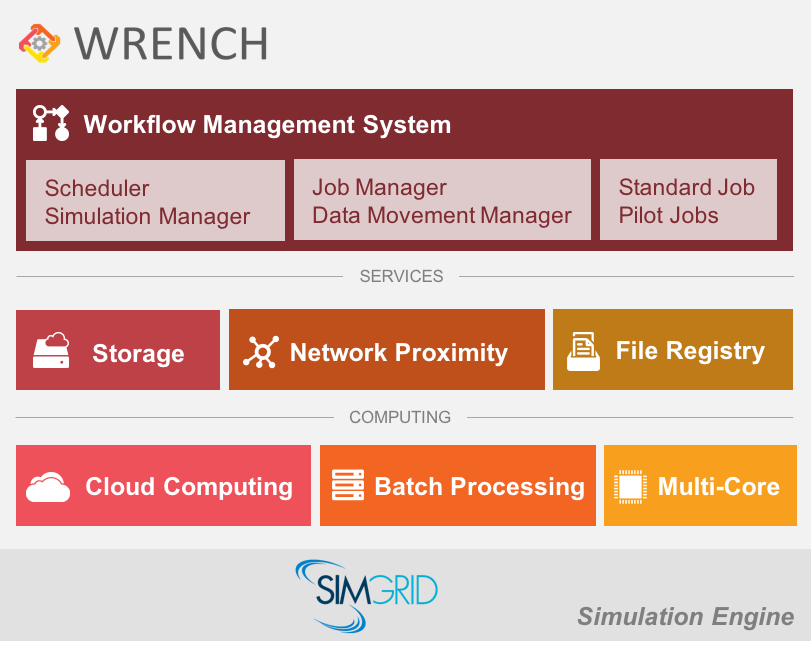 WRENCH
Workflow Management System
Scheduler
Simulation Manager
Job Manager
Data Movement Manager
Standard Job
Pilot Jobs
SERVICES
Storage
Network Proximity
File Registry
COMPUTING
Cloud Computing
Batch Processing
Multi-Core
SIMGRID
Simulation Engine